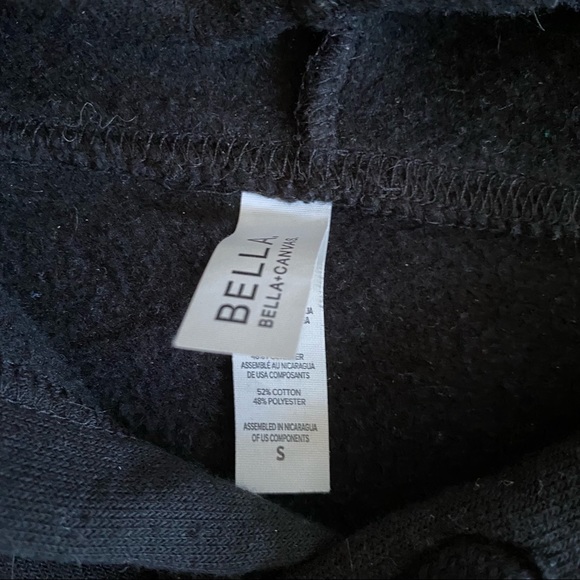 BELLA
BELLA+CANVAS
ASSEMBLÉ AU NICARAGUA
DE USA COMPOSANTS
52% COTTON
48% POLYESTER
ASSEMBLED IN NICARAGUA
OF US COMPONENTS
S